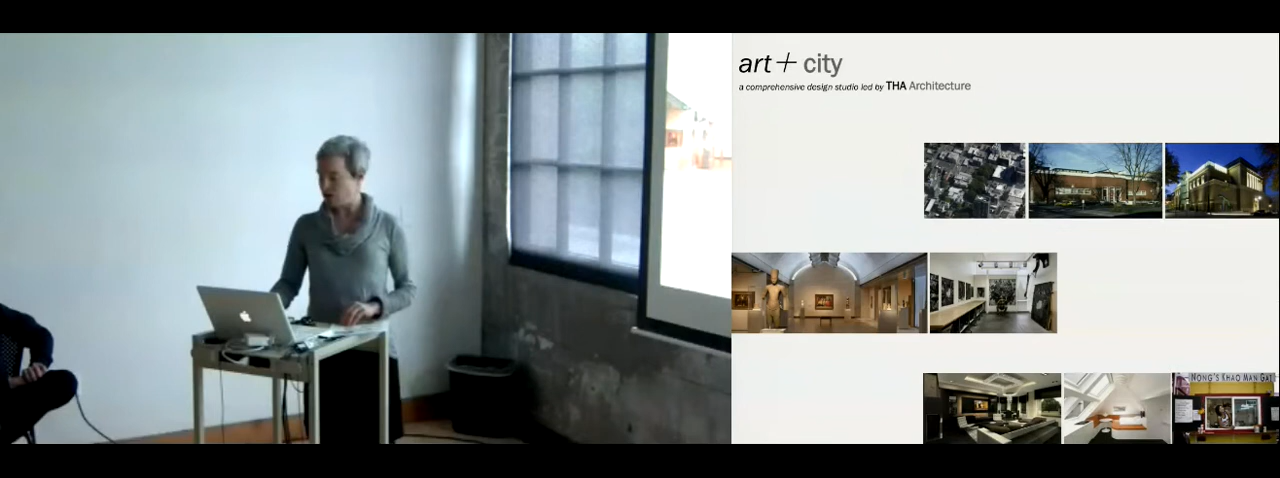 art+ city
a comprehensive design studio led by THA Architecture
NONG'S KHAO MAN GAI